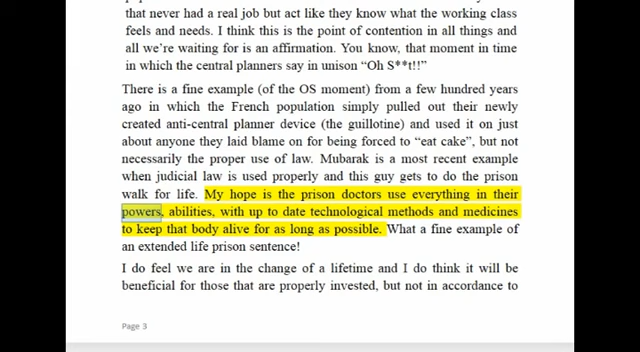 that never had a real job but act like they know what the working class
feels and needs. I think this is the point of contention in all things and
all we're waiting for is an affirmation. You know, that moment in time
in which the central planners say in unison “Oh S**t!!”
There is a fine example (of the OS moment) from a few hundred years
ago in which the French population simply pulled out their newly
created anti-central planner device (the guillotine) and used it on just
about anyone they laid blame on for being forced to “eat cake”, but not
necessarily the proper use of law. Mubarak is a most recent example
when judicial law is used properly and this guy gets to do the prison
walk for life. My hope is the prison doctors use everything in their
powers, abilities, with up to date technological methods and medicines
to keep that body alive for as long as possible. What a fine example of
an extended life prison sentence!
I do feel we are in the change of a lifetime and I do think it will be
beneficial for those that are properly invested, but not in accordance to
Page 3